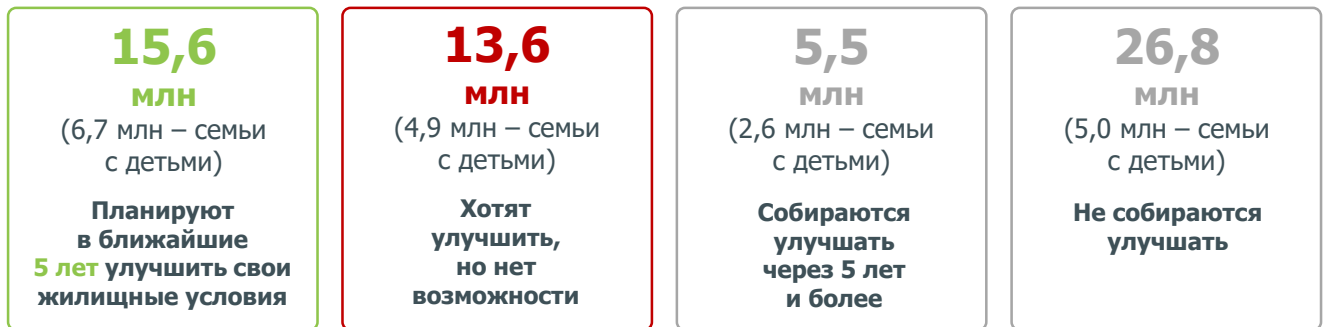 15,6
млн
(6,7 млн – семьи
с детьми)
Планируют
в ближайшие
5 лет улучшить свои
жилищные условия
13,6
млн
(4,9 млн – семьи
с детьми)
Хотят
улучшить,
но нет
возможности
5,5
млн
(2,6 млн – семьи
с детьми)
Собираются
улучшать
через 5 лет
и более
26,8
млн
(5,0 млн – семьи
с детьми)
Не собираются
улучшать